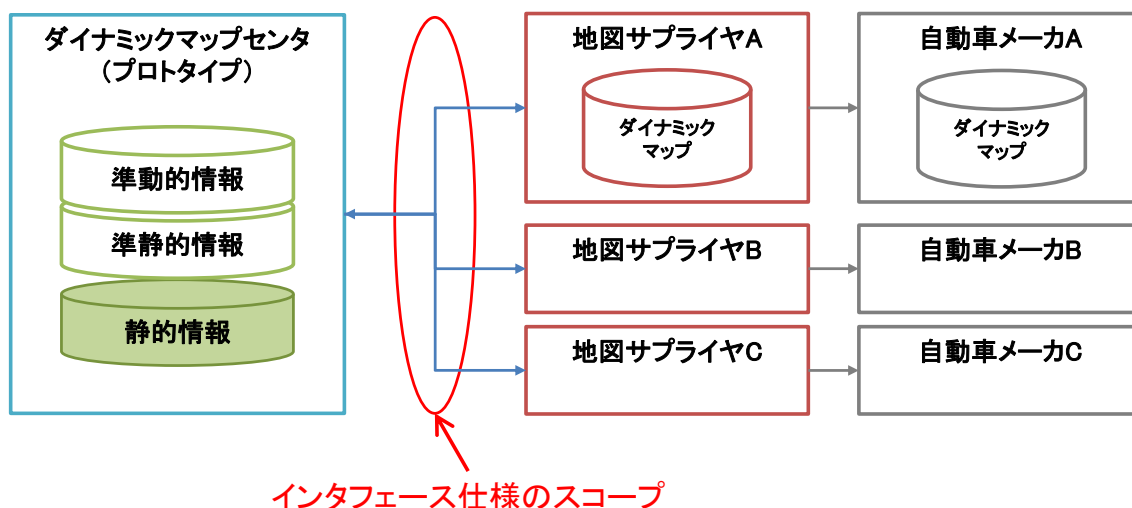 ダイナミックマップセンタ
（プロトタイプ）
準動的情報
準静的情報
静的情報
地図サプライヤA
ダイナミック
マップ
自動車メーカA
ダイナミック
マップ
地図サプライヤB
自動車メーカB
地図サプライヤC
自動車メーカC
インタフェース仕様のスコープ